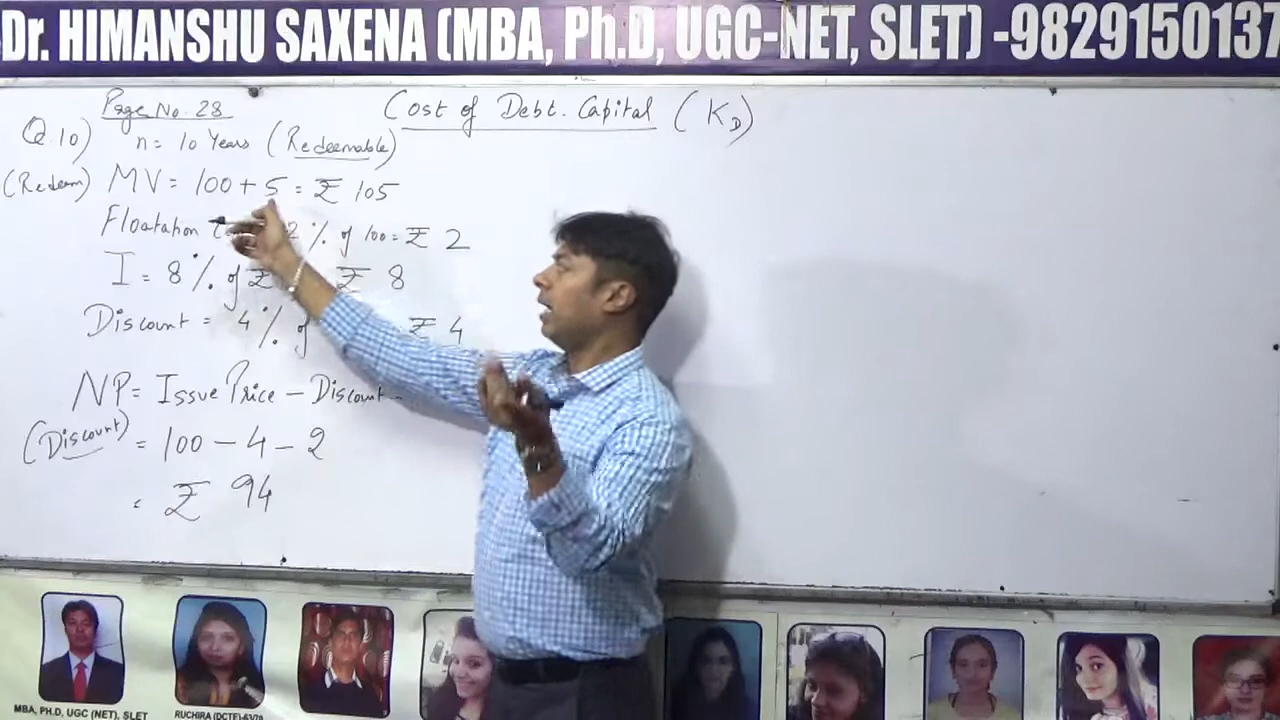 Dr. HIMANSHU SAXENA (MBA, Ph.D, UGC-NET, SLET) -9829150137
Page No. 28
Cost of Debt. Capital (KD)
Q.10) n = 10 Years (Redeemable)
(Redeem) MV = 100 + 5 = ₹ 105
Floatation 2 % of 100 = ₹ 2
I = 8 % of ₹ ₹ 8
Discount = 4 % of ₹ 4
NP = Issue Price – Discount –
(Discount) = 100 – 4 – 2
= ₹ 94
MBA, PH.D, UGC (NET), SLET